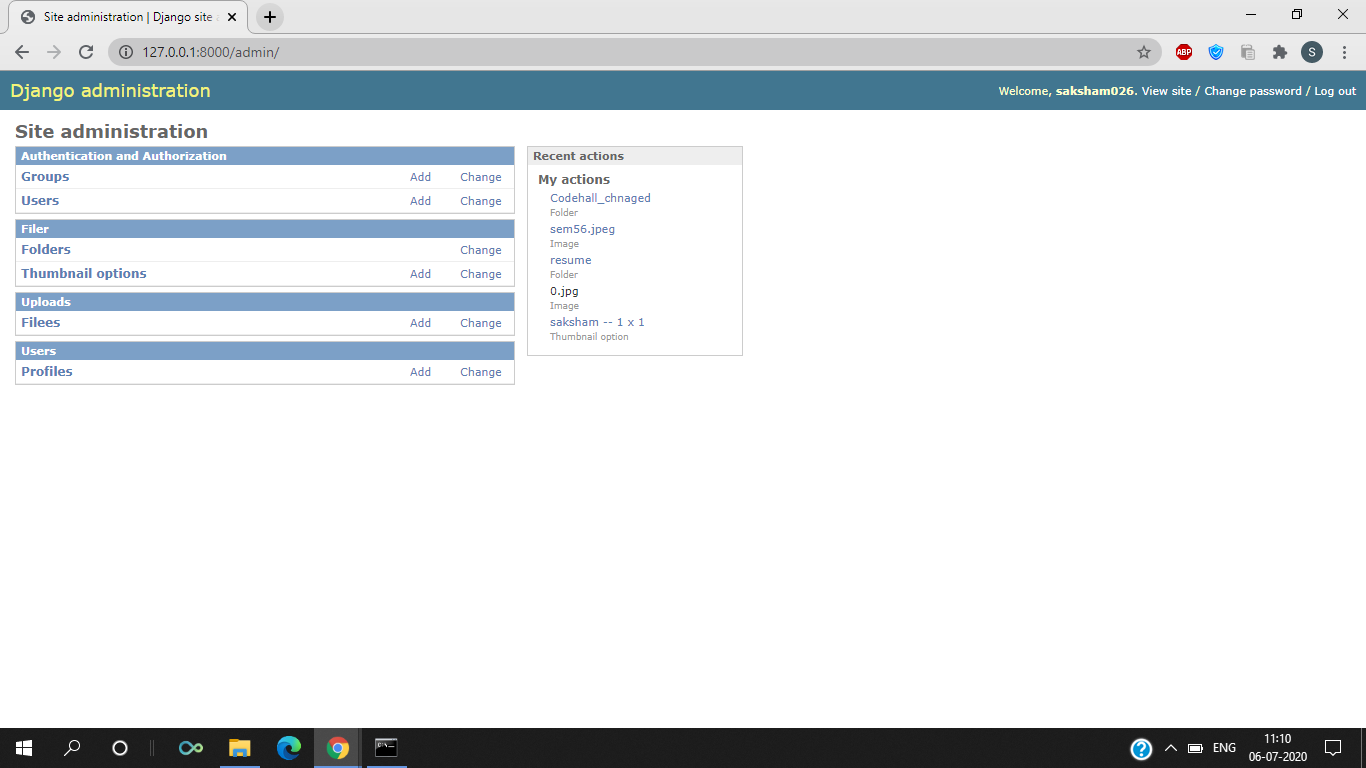 Site administration | Django site
127.0.0.1:8000/admin/
ABP
S
Django administration
Welcome, saksham026. View site / Change password / Log out
Site administration
Authentication and Authorization
Groups Add Change
Users Add Change
Filer
Folders Change
Thumbnail options Add Change
Uploads
Filees Add Change
Users
Profiles Add Change
Recent actions
My actions
Codehall_chnaged
Folder
sem56.jpeg
Image
resume
Folder
0.jpg
Image
saksham -- 1 x 1
Thumbnail option
ENG
11:10
06-07-2020